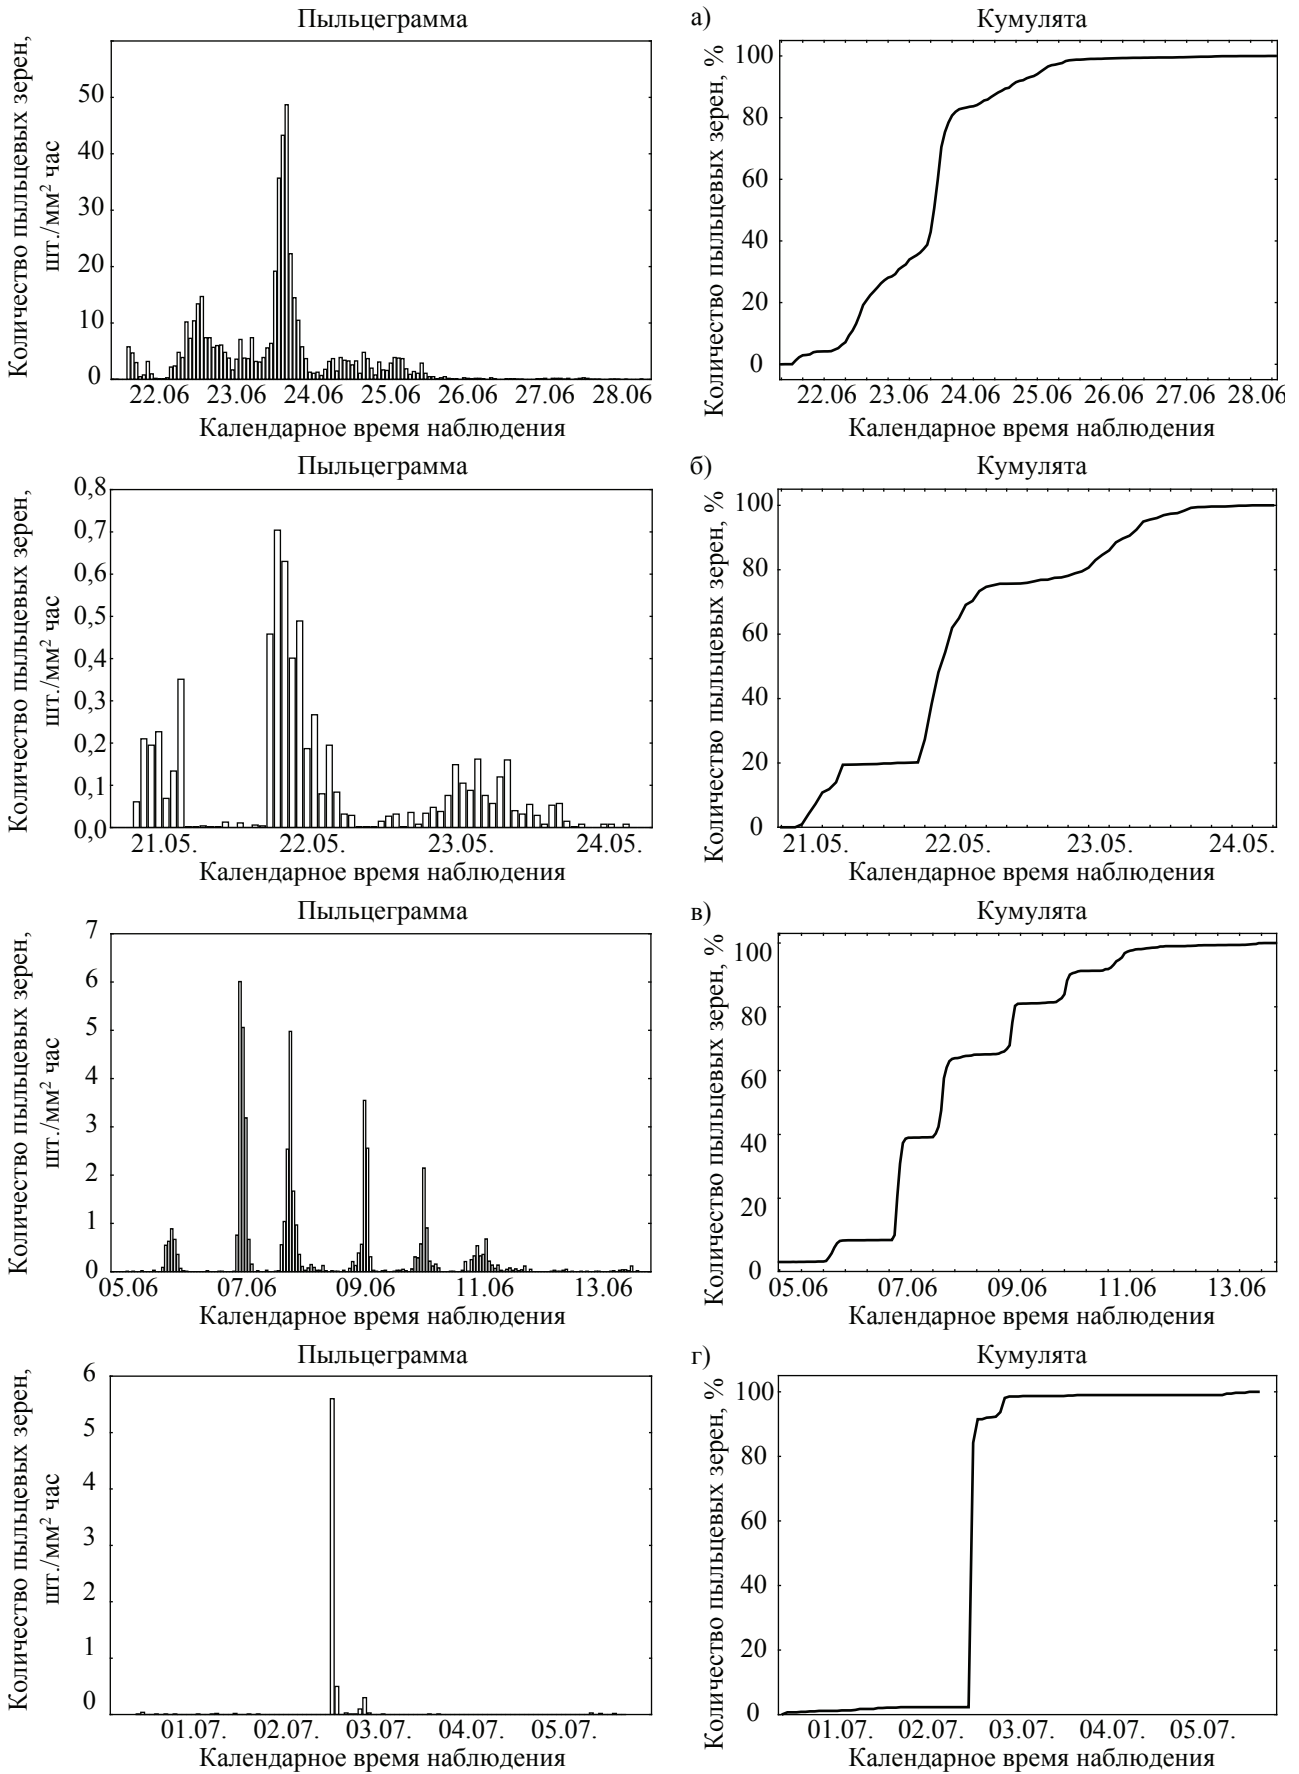 Пыльцеграмма
а)
Кумулята
Количество пыльцевых зерен,
шт./мм² час
50
40
30
20
10
0
22.06 23.06 24.06 25.06 26.06 27.06 28.06
Календарное время наблюдения
Количество пыльцевых зерен, %
100
80
60
40
20
0
22.06 23.06 24.06 25.06 26.06 27.06 28.06
Календарное время наблюдения
Пыльцеграмма
б)
Кумулята
Количество пыльцевых зерен,
шт./мм² час
0,8
0,7
0,6
0,5
0,4
0,3
0,2
0,1
0,0
21.05. 22.05. 23.05. 24.05.
Календарное время наблюдения
Количество пыльцевых зерен, %
100
80
60
40
20
0
21.05. 22.05. 23.05. 24.05.
Календарное время наблюдения
Пыльцеграмма
в)
Кумулята
Количество пыльцевых зерен,
шт./мм² час
7
6
5
4
3
2
1
0
05.06 07.06 09.06 11.06 13.06
Календарное время наблюдения
Количество пыльцевых зерен, %
100
80
60
40
20
0
05.06 07.06 09.06 11.06 13.06
Календарное время наблюдения
Пыльцеграмма
г)
Кумулята
Количество пыльцевых зерен,
шт./мм² час
6
5
4
3
2
1
0
01.07. 02.07. 03.07. 04.07. 05.07.
Календарное время наблюдения
Количество пыльцевых зерен, %
100
80
60
40
20
0
01.07. 02.07. 03.07. 04.07. 05.07.
Календарное время наблюдения